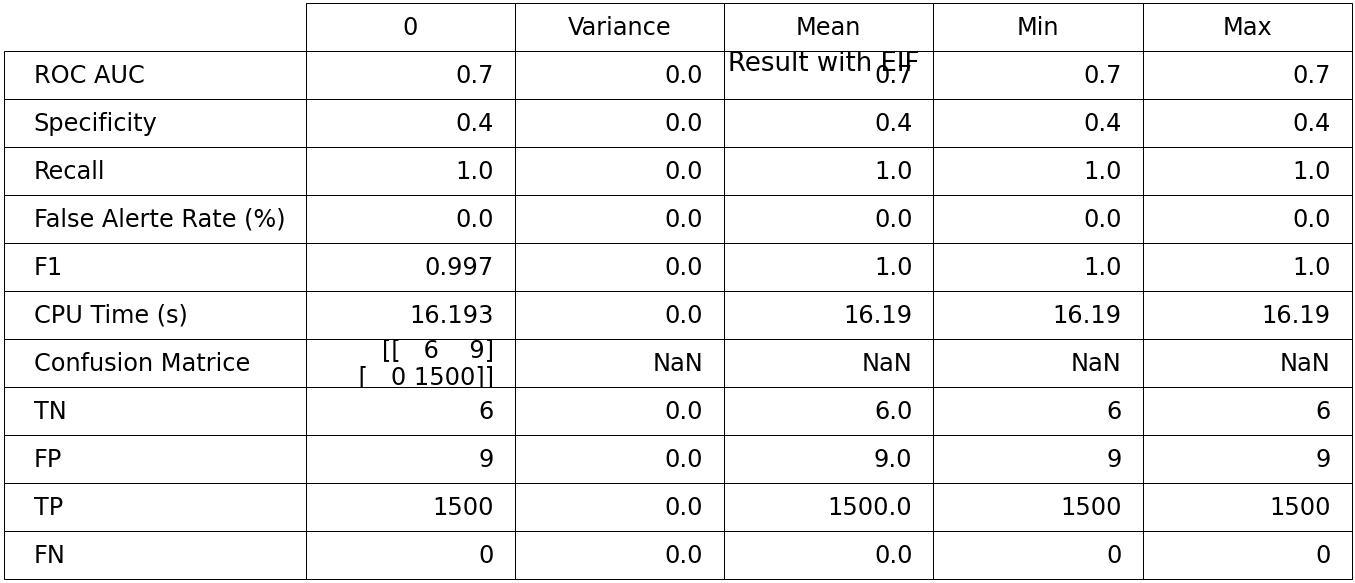 0 Variance Mean Min Max
Result with EIF
ROC AUC 0.7 0.0 0.7 0.7 0.7
Specificity 0.4 0.0 0.4 0.4 0.4
Recall 1.0 0.0 1.0 1.0 1.0
False Alerte Rate (%) 0.0 0.0 0.0 0.0 0.0
F1 0.997 0.0 1.0 1.0 1.0
CPU Time (s) 16.193 0.0 16.19 16.19 16.19
Confusion Matrice [[ 6 9] NaN NaN NaN NaN
[ 0 1500]]
TN 6 0.0 6.0 6 6
FP 9 0.0 9.0 9 9
TP 1500 0.0 1500.0 1500 1500
FN 0 0.0 0.0 0 0